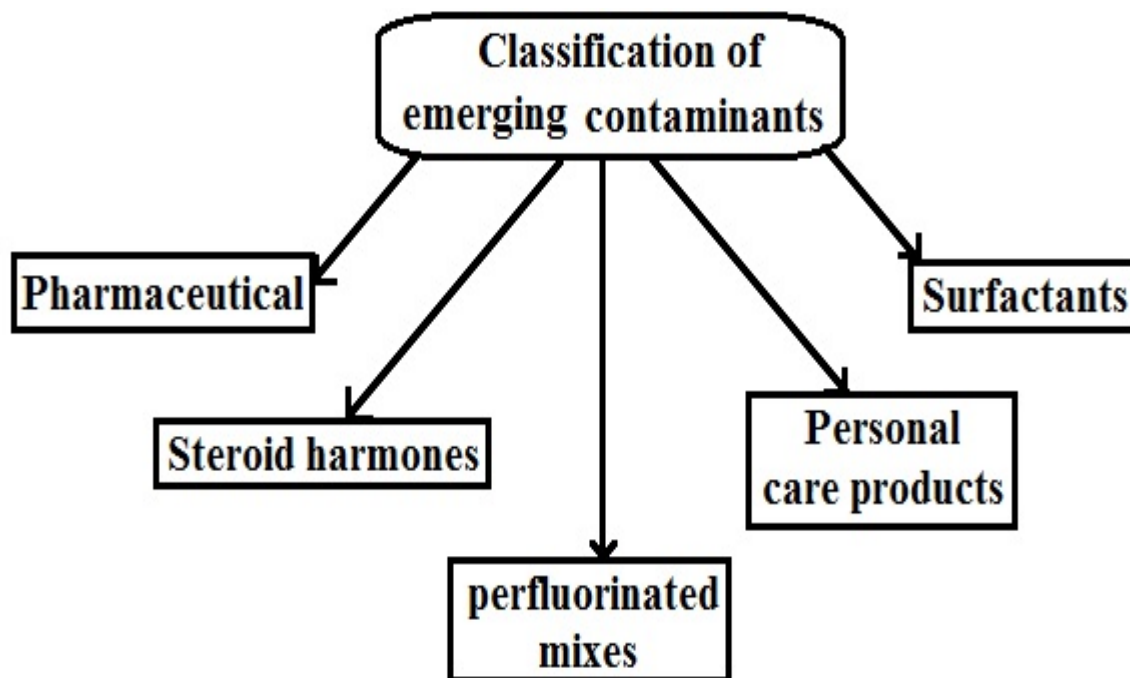 Classification of
emerging contaminants
Pharmaceutical
Surfactants
Steroid harmones
Personal
care products
perfluorinated
mixes